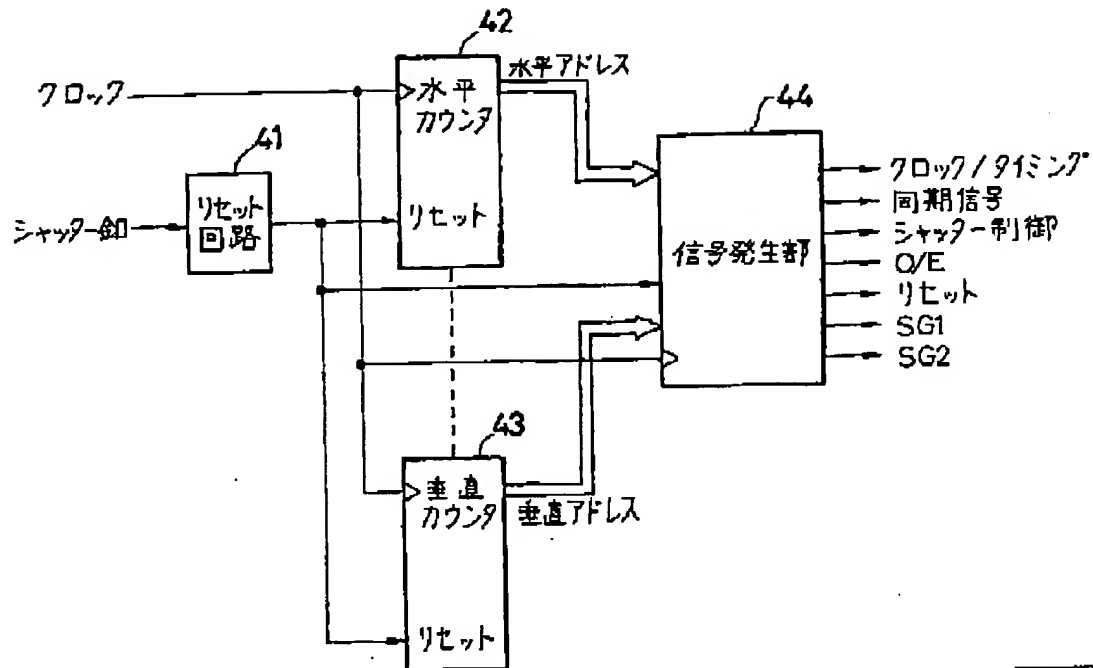 42
クロック
水平
カウンタ
リセット
水平アドレス
41
リセット
回路
シャッター釦
44
信号発生部
クロック/タイミング
同期信号
シャッター制御
O/E
リセット
SG1
SG2
43
垂直
カウンタ
リセット
垂直アドレス